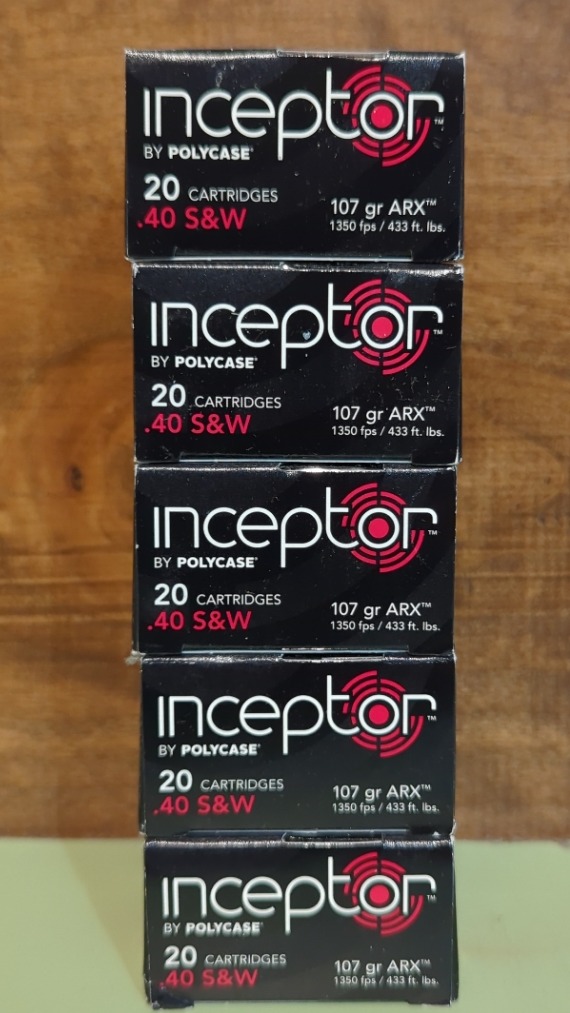 inceptor™
BY POLYCASE®
20 CARTRIDGES
.40 S&W
107 gr ARX™
1350 fps / 433 ft. lbs.
inceptor™
BY POLYCASE®
20 CARTRIDGES
.40 S&W
107 gr ARX™
1350 fps / 433 ft. lbs.
inceptor™
BY POLYCASE®
20 CARTRIDGES
.40 S&W
107 gr ARX™
1350 fps / 433 ft. lbs.
inceptor™
BY POLYCASE®
20 CARTRIDGES
.40 S&W
107 gr ARX™
1350 fps / 433 ft. lbs.
inceptor™
BY POLYCASE®
20 CARTRIDGES
.40 S&W
107 gr ARX™
1350 fps / 433 ft. lbs.